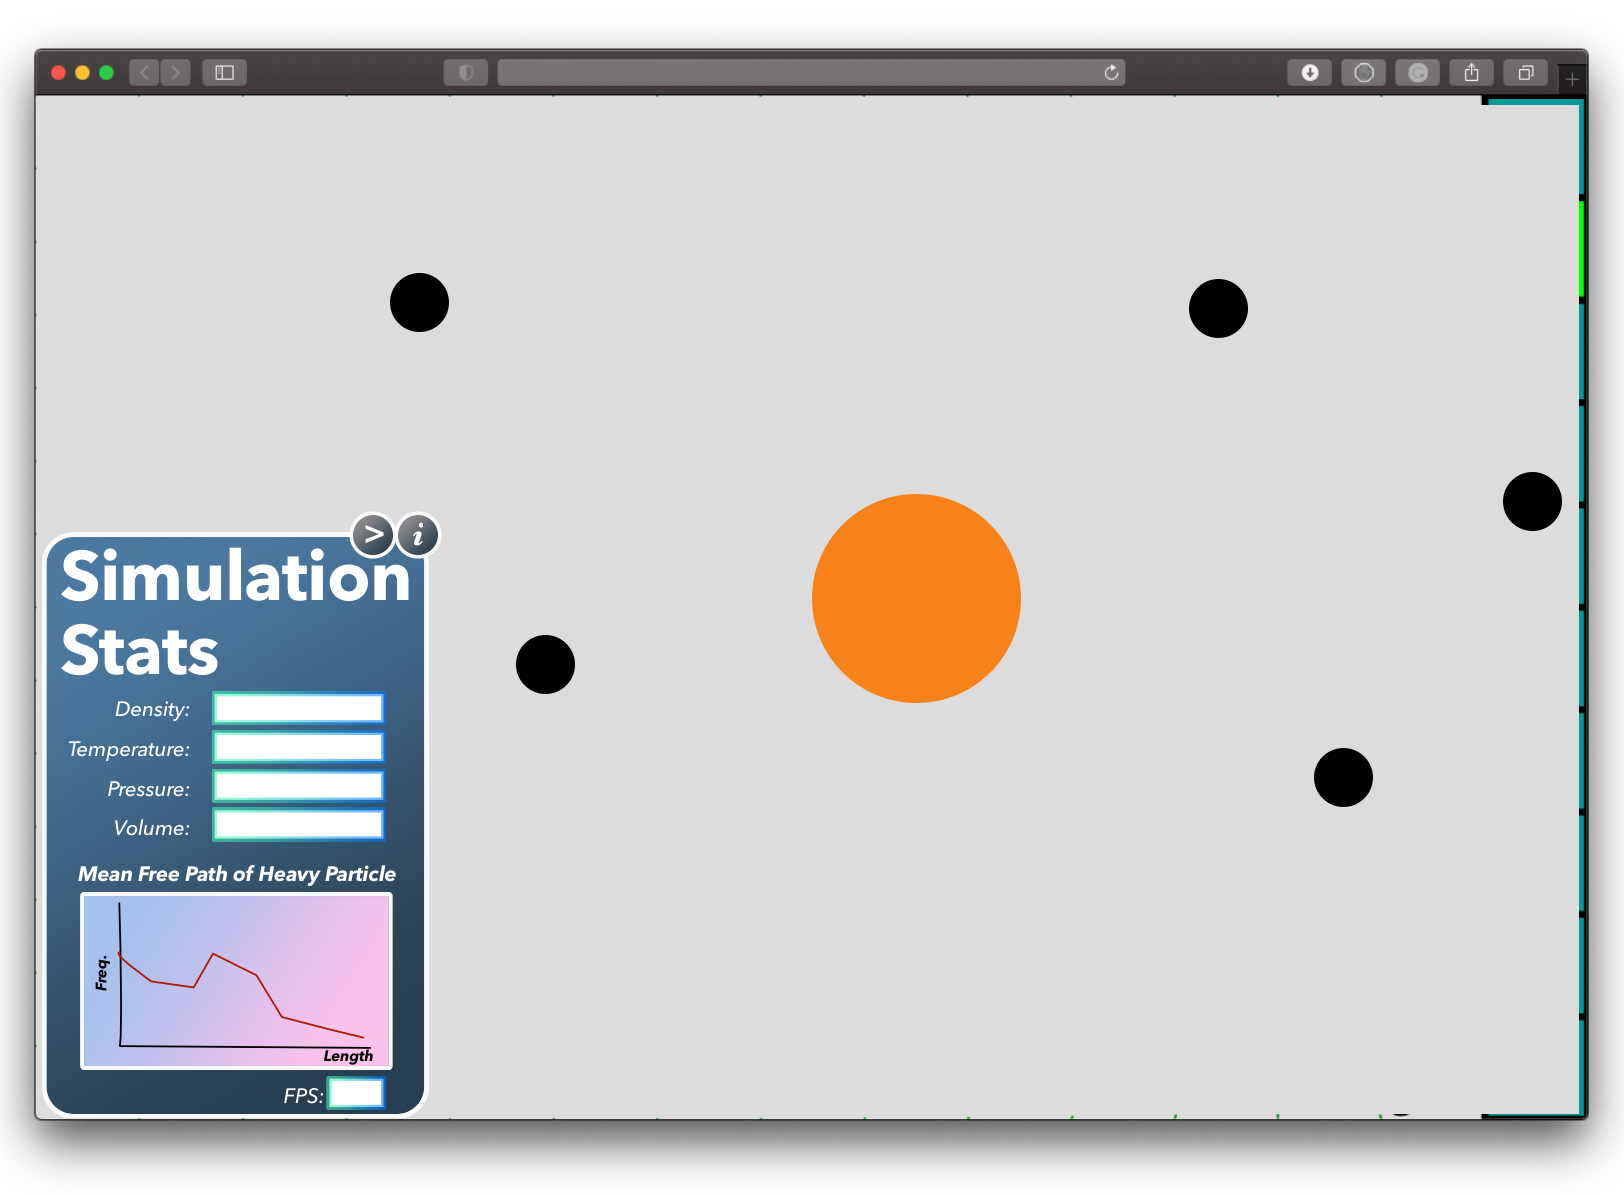 > i
Simulation
Stats
Density:
Temperature:
Pressure:
Volume:
Mean Free Path of Heavy Particle
Freq.
Length
FPS: